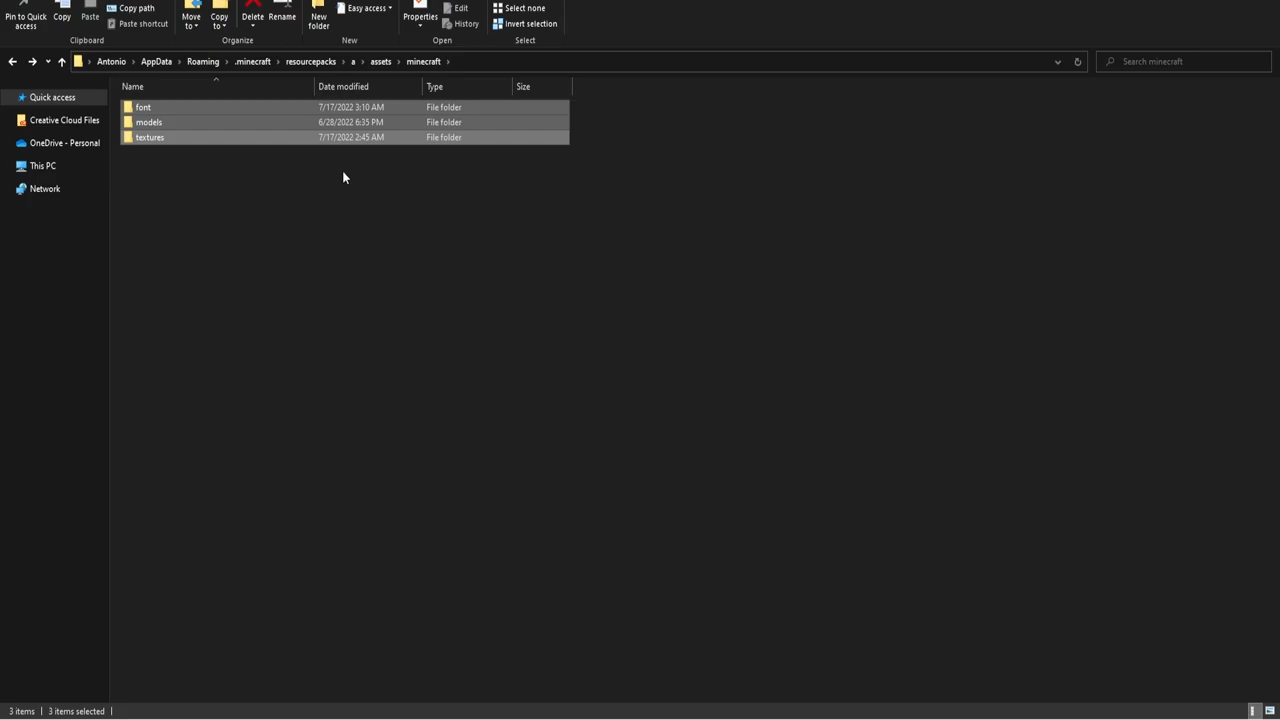 Pin to Quick access
Copy
Paste
Copy path
Paste shortcut
Clipboard
Move to
Copy to
Delete
Rename
Organize
New folder
Easy access
New
Properties
Edit
History
Open
Select none
Invert selection
Select
Antonio > AppData > Roaming > .minecraft > resourcepacks > a > assets > minecraft >
Search minecraft
Name Date modified Type Size
Quick access
Creative Cloud Files
OneDrive - Personal
This PC
Network
font 7/17/2022 3:10 AM File folder
models 6/28/2022 6:35 PM File folder
textures 7/17/2022 2:45 AM File folder
3 items 3 items selected